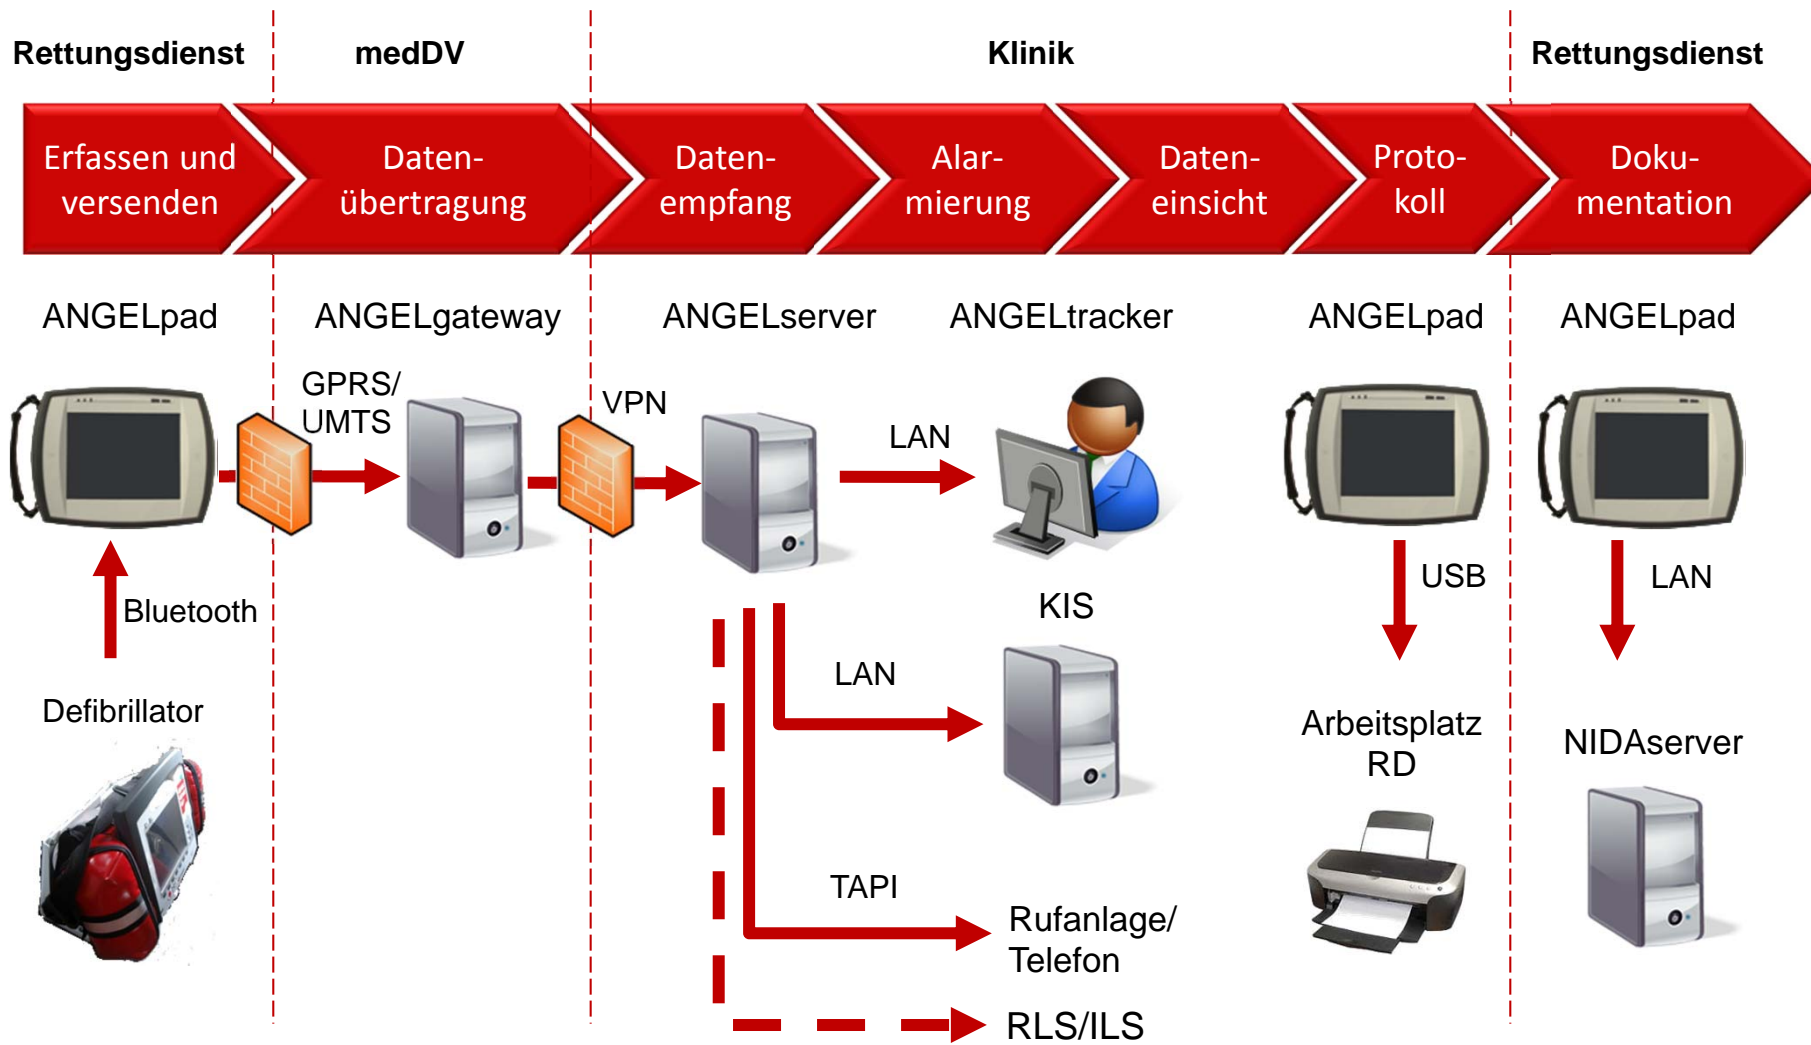 Rettungsdienst
medDV
Klinik
Rettungsdienst
Erfassen und
versenden
Daten-
übertragung
Daten-
empfang
Alar-
mierung
Daten-
einsicht
Proto-
koll
Doku-
mentation
ANGELpad
ANGELgateway
ANGELserver
ANGELtracker
ANGELpad
ANGELpad
GPRS/
UMTS
VPN
LAN
Bluetooth
USB
LAN
KIS
LAN
Defibrillator
Arbeitsplatz
RD
NIDAserver
TAPI
Rufanlage/
Telefon
RLS/ILS